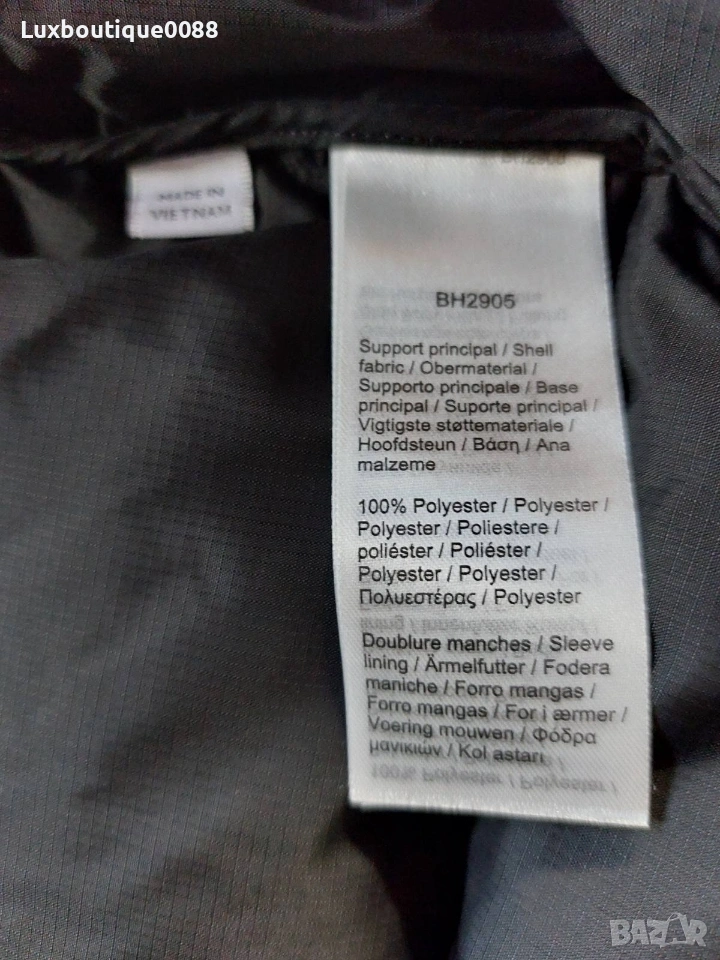 Luxboutique0088
MADE IN
VIETNAM
BH2905
Support principal / Shell
fabric / Obermaterial /
Supporto principale / Base
principal / Suporte principal /
Vigtigste støttemateriale /
Hoofdsteun / Βάση / Ana
malzeme
100% Polyester / Polyester /
Polyester / Poliestere /
poliéster / Poliéster /
Polyester / Polyester /
Πολυεστέρας / Polyester
Doublure manches / Sleeve
lining / Ärmelfutter / Fodera
maniche / Forro mangas /
Forro mangas / For i ærmer /
Voering mouwen / Φόδρα
μανικιών / Kol astarı
BAZAR